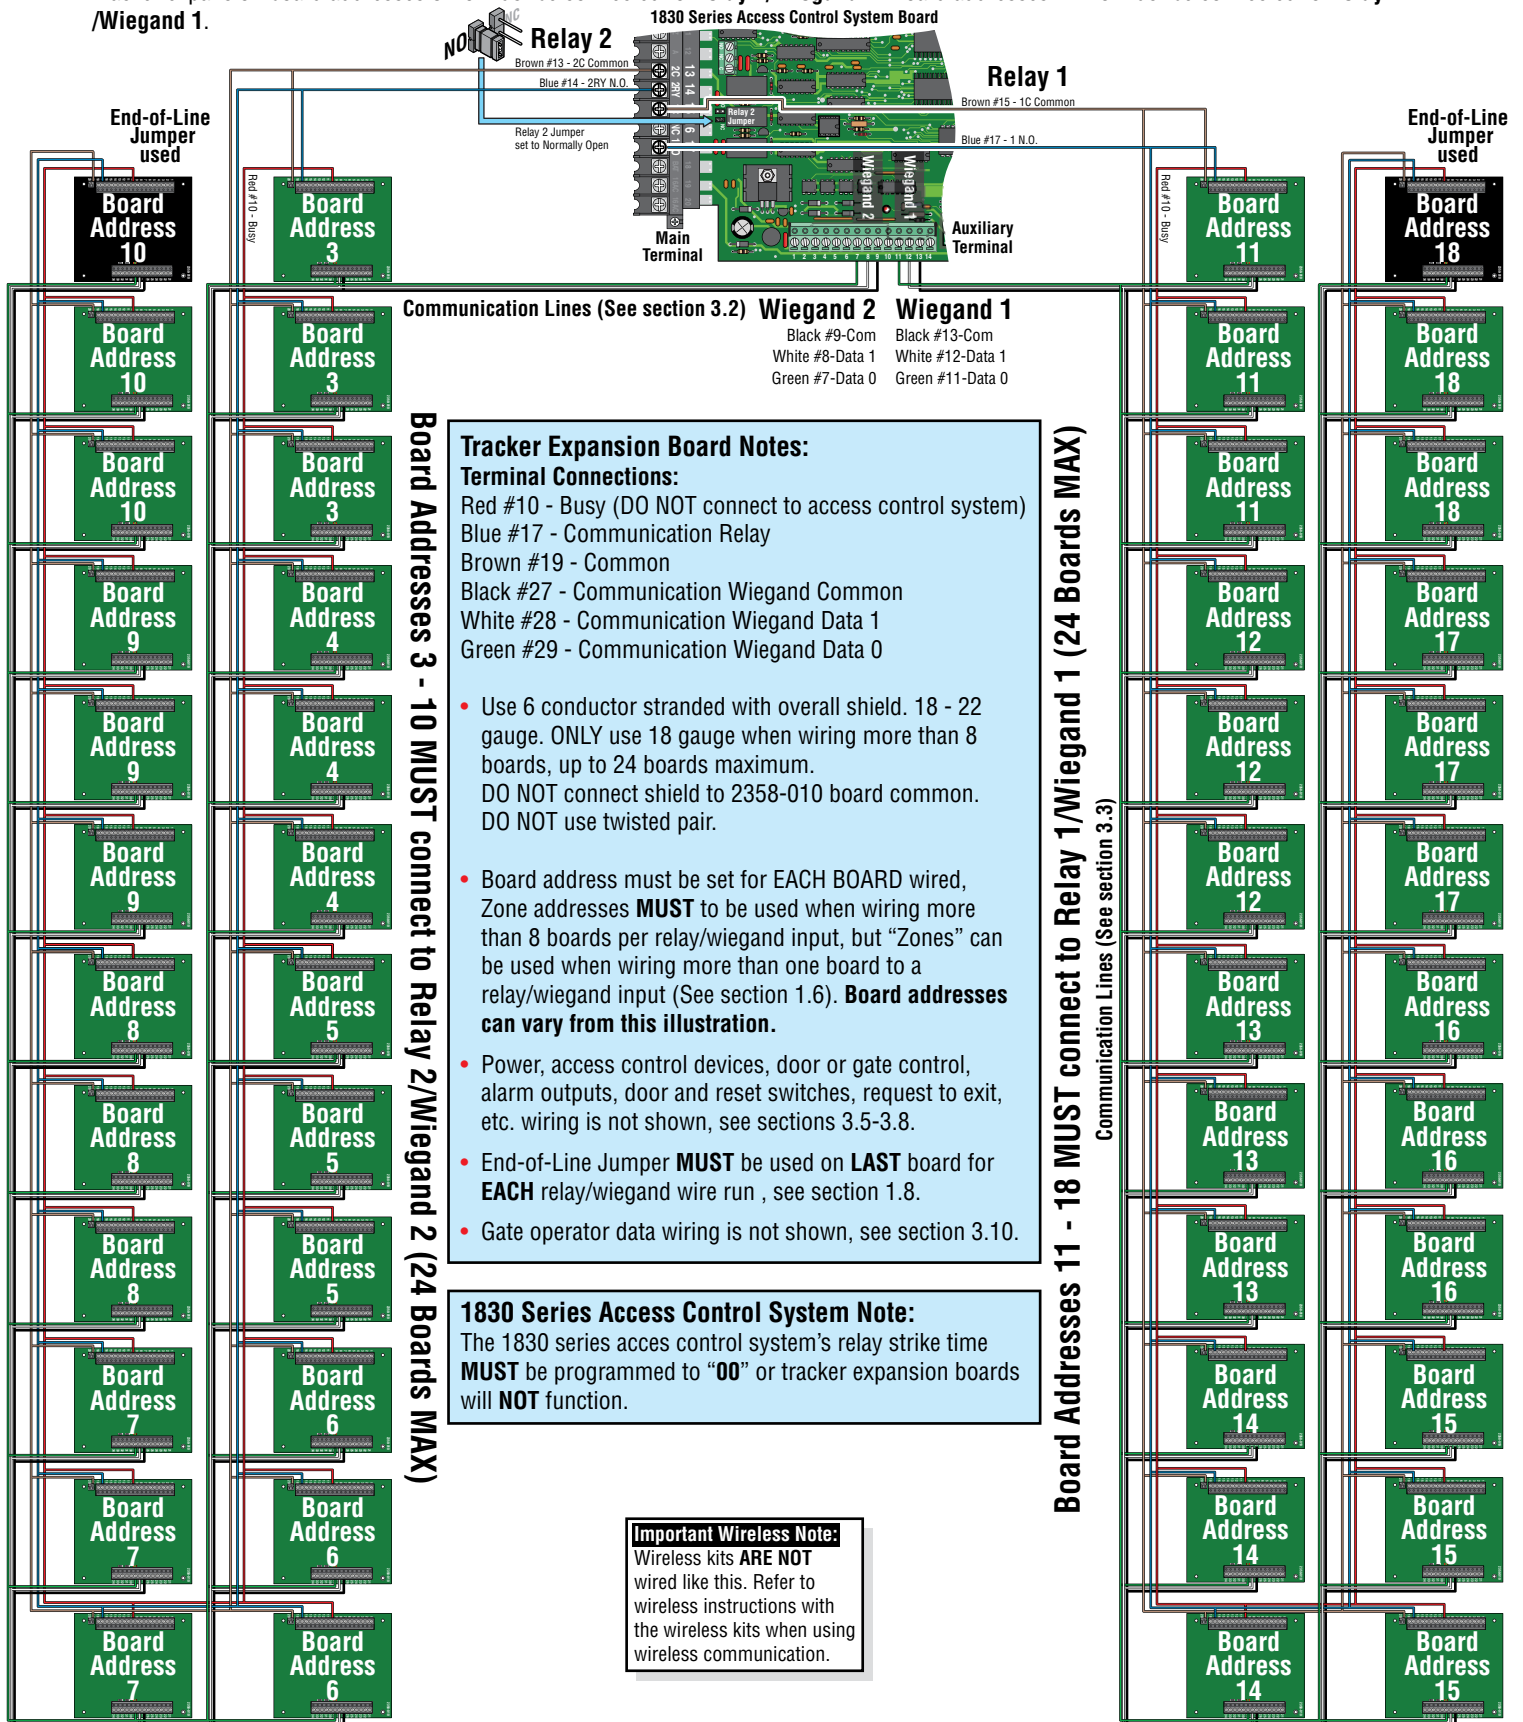 /Wiegand 1.
1830 Series Access Control System Board
NO
NC
Relay 2
Brown #13 - 2C Common
Blue #14 - 2RY N.O.
Relay 2 Jumper
set to Normally Open
Relay 2
Jumper
Relay 1
Brown #15 - 1C Common
Blue #17 - 1 N.O.
Wiegand 2
Wiegand 1
Main
Terminal
Auxiliary
Terminal
1 2 3 4 5 6 7 8 9 10 11 12 13 14
End-of-Line
Jumper
used
End-of-Line
Jumper
used
Red #10 - Busy
Red #10 - Busy
Communication Lines (See section 3.2)
Wiegand 2
Black #9-Com
White #8-Data 1
Green #7-Data 0
Wiegand 1
Black #13-Com
White #12-Data 1
Green #11-Data 0
Board
Address
10
Board
Address
10
Board
Address
10
Board
Address
9
Board
Address
9
Board
Address
9
Board
Address
8
Board
Address
8
Board
Address
8
Board
Address
7
Board
Address
7
Board
Address
7
Board
Address
3
Board
Address
3
Board
Address
3
Board
Address
4
Board
Address
4
Board
Address
4
Board
Address
5
Board
Address
5
Board
Address
5
Board
Address
6
Board
Address
6
Board
Address
6
Board Addresses 3 - 10 MUST connect to Relay 2/Wiegand 2 (24 Boards MAX)
Tracker Expansion Board Notes:
Terminal Connections:
Red #10 - Busy (DO NOT connect to access control system)
Blue #17 - Communication Relay
Brown #19 - Common
Black #27 - Communication Wiegand Common
White #28 - Communication Wiegand Data 1
Green #29 - Communication Wiegand Data 0
• Use 6 conductor stranded with overall shield. 18 - 22
gauge. ONLY use 18 gauge when wiring more than 8
boards, up to 24 boards maximum.
DO NOT connect shield to 2358-010 board common.
DO NOT use twisted pair.
• Board address must be set for EACH BOARD wired,
Zone addresses MUST to be used when wiring more
than 8 boards per relay/wiegand input, but “Zones” can
be used when wiring more than one board to a
relay/wiegand input (See section 1.6). Board addresses
can vary from this illustration.
• Power, access control devices, door or gate control,
alarm outputs, door and reset switches, request to exit,
etc. wiring is not shown, see sections 3.5-3.8.
• End-of-Line Jumper MUST be used on LAST board for
EACH relay/wiegand wire run , see section 1.8.
• Gate operator data wiring is not shown, see section 3.10.
1830 Series Access Control System Note:
The 1830 series acces control system’s relay strike time
MUST be programmed to “00” or tracker expansion boards
will NOT function.
Important Wireless Note:
Wireless kits ARE NOT
wired like this. Refer to
wireless instructions with
the wireless kits when using
wireless communication.
Board Addresses 11 - 18 MUST connect to Relay 1/Wiegand 1 (24 Boards MAX)
Communication Lines (See section 3.3)
Board
Address
11
Board
Address
11
Board
Address
11
Board
Address
12
Board
Address
12
Board
Address
12
Board
Address
13
Board
Address
13
Board
Address
13
Board
Address
14
Board
Address
14
Board
Address
14
Board
Address
18
Board
Address
18
Board
Address
18
Board
Address
17
Board
Address
17
Board
Address
17
Board
Address
16
Board
Address
16
Board
Address
16
Board
Address
15
Board
Address
15
Board
Address
15